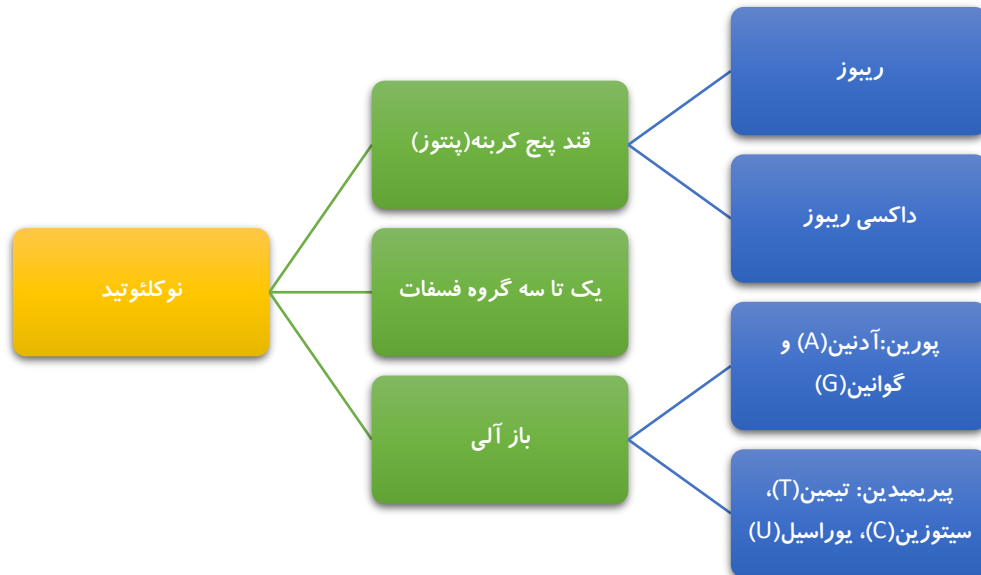 نوکلئوتید
قند پنج کربنه(پنتوز)
ریبوز
داکسی ریبوز
یک تا سه گروه فسفات
باز آلی
پورین:آدنین(A) و
گوانین(G)
پیریمیدین: تیمین(T)،
سیتوزین(C)، یوراسیل(U)